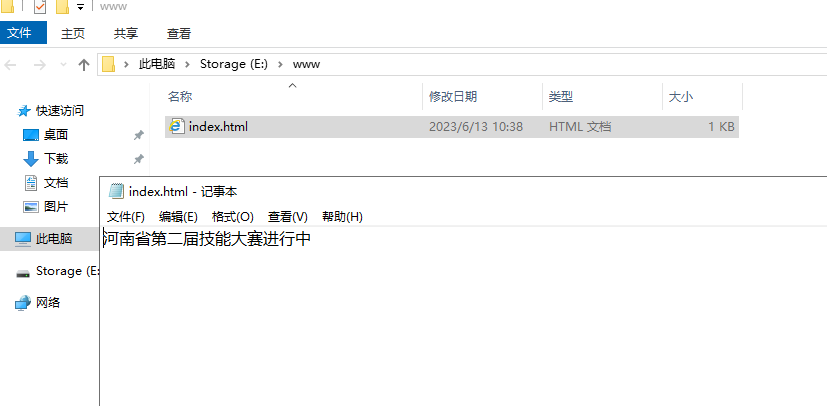 www
文件 主页 共享 查看
此电脑 Storage (E:) www
名称 修改日期 类型 大小
快速访问
index.html 2023/6/13 10:38 HTML 文档 1 KB
桌面
下载
文档
图片
此电脑
Storage (E:
网络
index.html - 记事本
文件(F) 编辑(E) 格式(O) 查看(V) 帮助(H)
河南省第二届技能大赛进行中